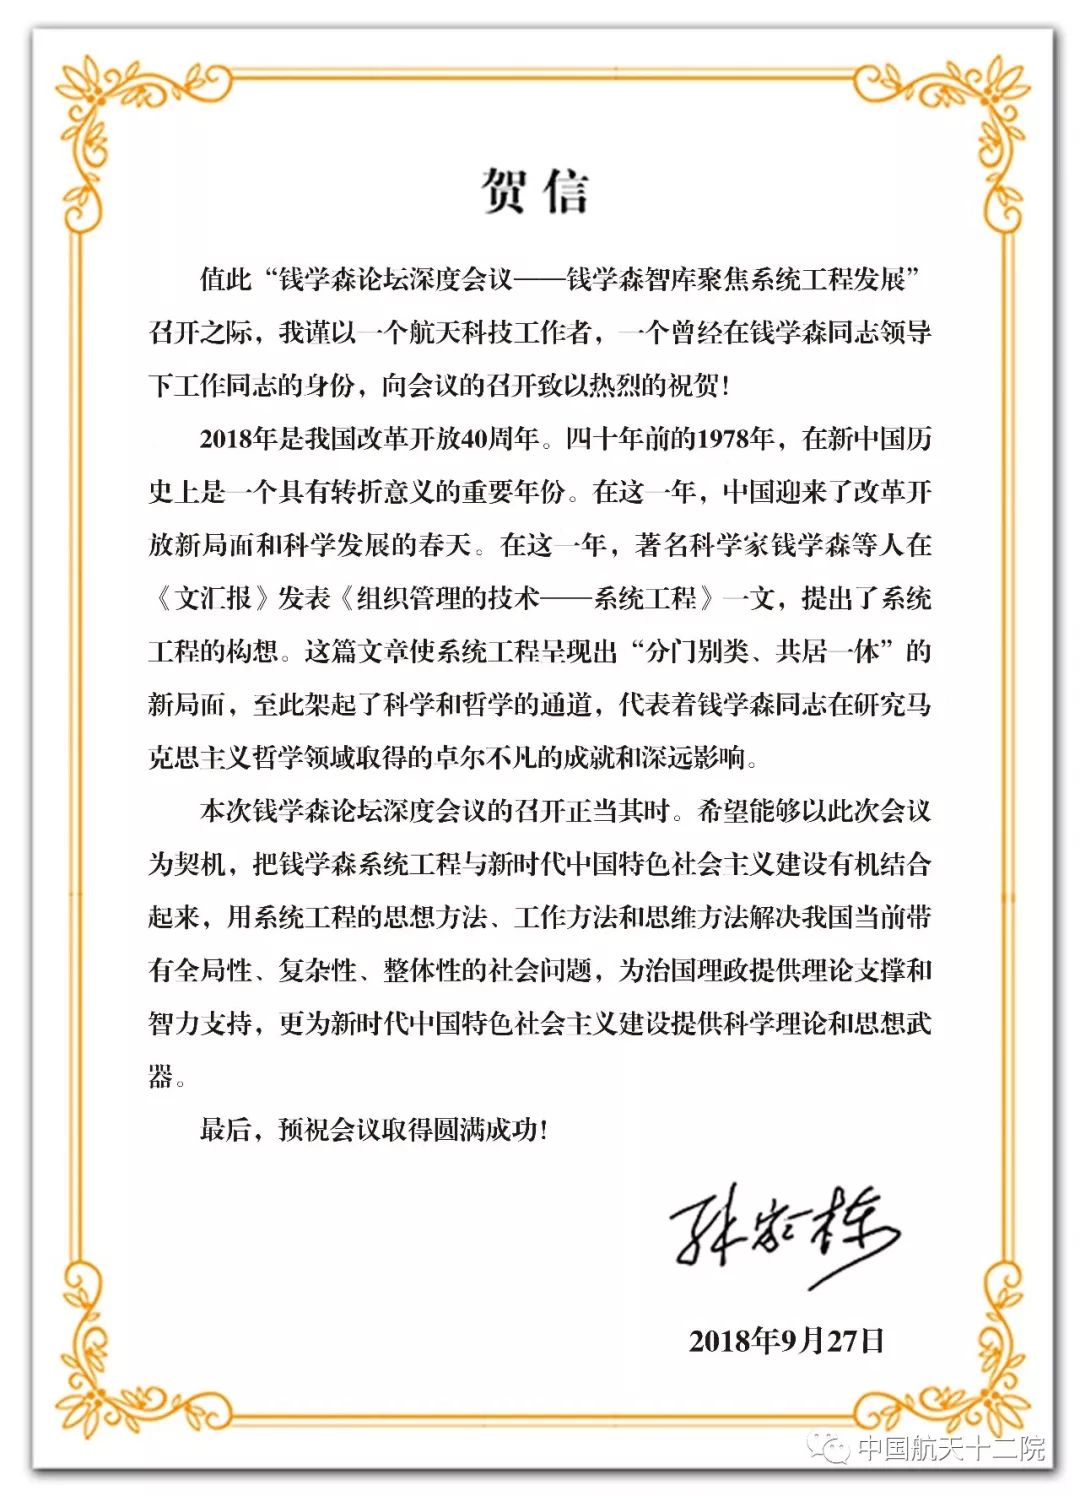 贺信
值此“钱学森论坛深度会议——钱学森智库聚焦系统工程发展”
召开之际，我谨以一个航天科技工作者，一个曾经在钱学森同志领导
下工作同志的身份，向会议的召开致以热烈的祝贺！
2018年是我国改革开放40周年。四十年前的1978年，在新中国历
史上是一个具有转折意义的重要年份。在这一年，中国迎来了改革开
放新局面和科学发展的春天。在这一年，著名科学家钱学森等人在
《文汇报》发表《组织管理的技术——系统工程》一文，提出了系统
工程的构想。这篇文章使系统工程呈现出“分门别类、共居一体”的
新局面，至此架起了科学和哲学的通道，代表着钱学森同志在研究马
克思主义哲学领域取得的卓尔不凡的成就和深远影响。
本次钱学森论坛深度会议的召开正当其时。希望能够以此次会议
为契机，把钱学森系统工程与新时代中国特色社会主义建设有机结合
起来，用系统工程的思想方法、工作方法和思维方法解决我国当前带
有全局性、复杂性、整体性的社会问题，为治国理政提供理论支撑和
智力支持，更为新时代中国特色社会主义建设提供科学理论和思想武
器。
最后，预祝会议取得圆满成功！
孙家栋
2018年9月27日
中国航天十二院